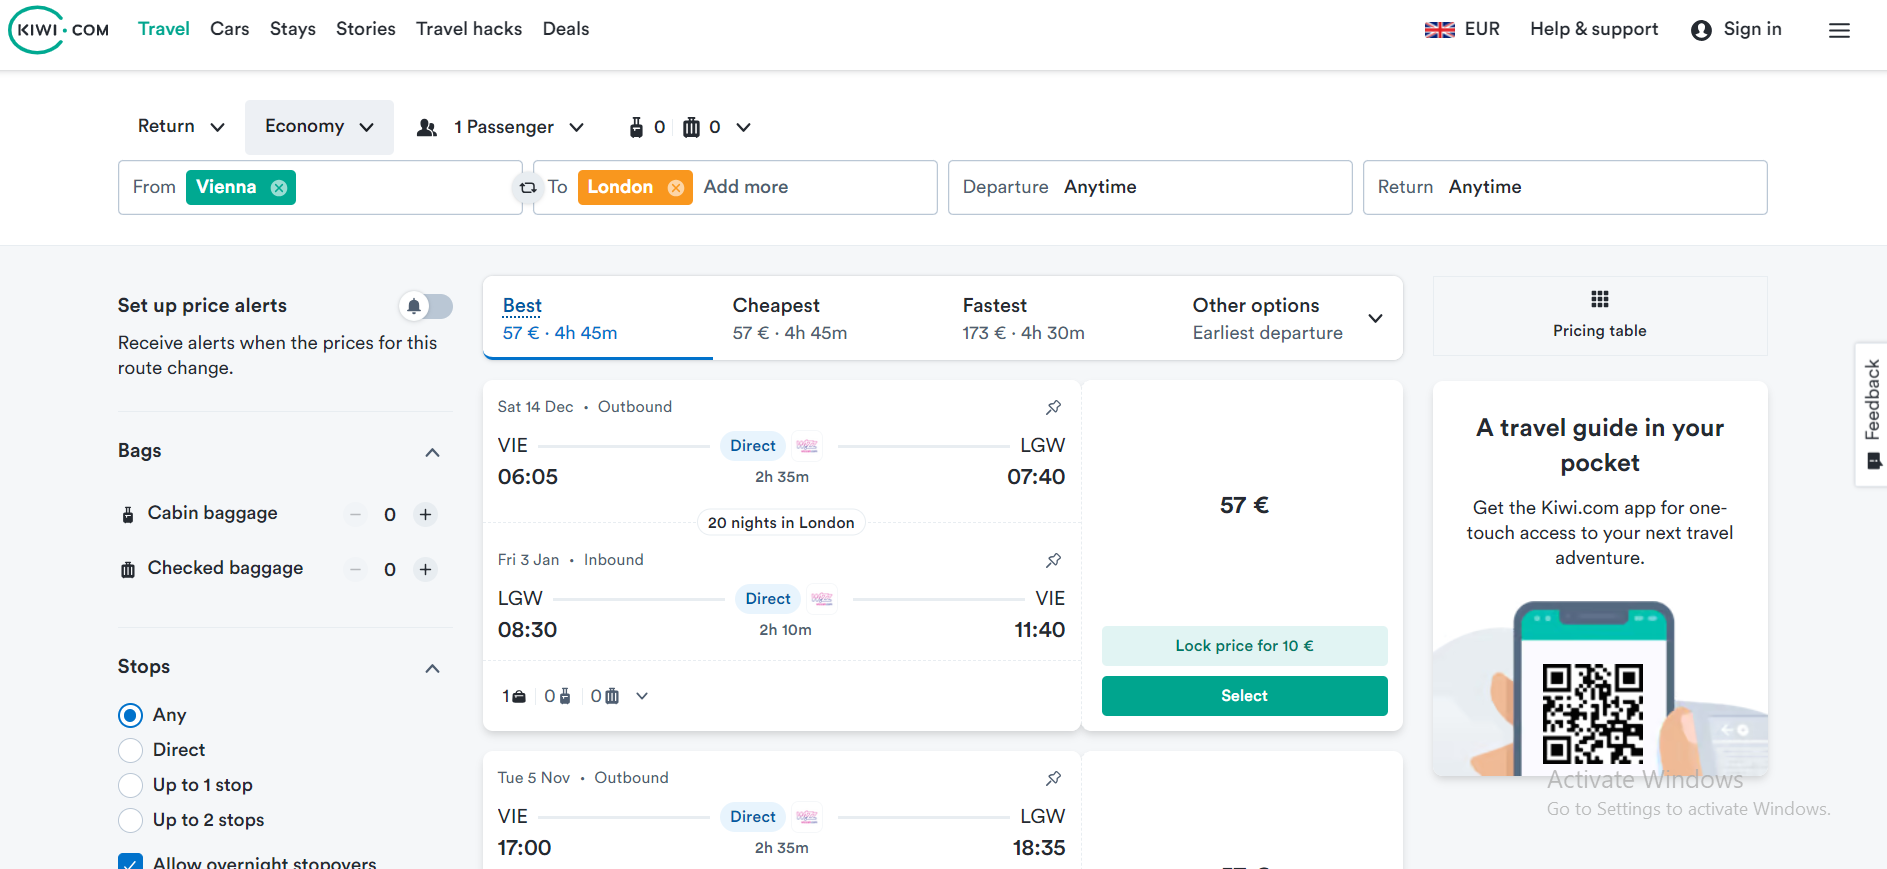 KIWI.COM Travel Cars Stays Stories Travel hacks Deals EUR Help & support Sign in
Return Economy 1 Passenger 0 0
From Vienna To London Add more Departure Anytime Return Anytime
Set up price alerts
Receive alerts when the prices for this
route change.
Bags
Cabin baggage 0
Checked baggage 0
Stops
Any
Direct
Up to 1 stop
Up to 2 stops
Allow overnight stopovers
Best
57 € · 4h 45m
Cheapest
57 € · 4h 45m
Fastest
173 € · 4h 30m
Other options
Earliest departure
Sat 14 Dec • Outbound
VIE Direct LGW
06:05 2h 35m 07:40
20 nights in London
Fri 3 Jan • Inbound
LGW Direct VIE
08:30 2h 10m 11:40
1 0 0
57 €
Lock price for 10 €
Select
Tue 5 Nov • Outbound
VIE Direct LGW
17:00 2h 35m 18:35
Pricing table
A travel guide in your
pocket
Get the Kiwi.com app for one-
touch access to your next travel
adventure.
Feedback
Activate Windows
Go to Settings to activate Windows.